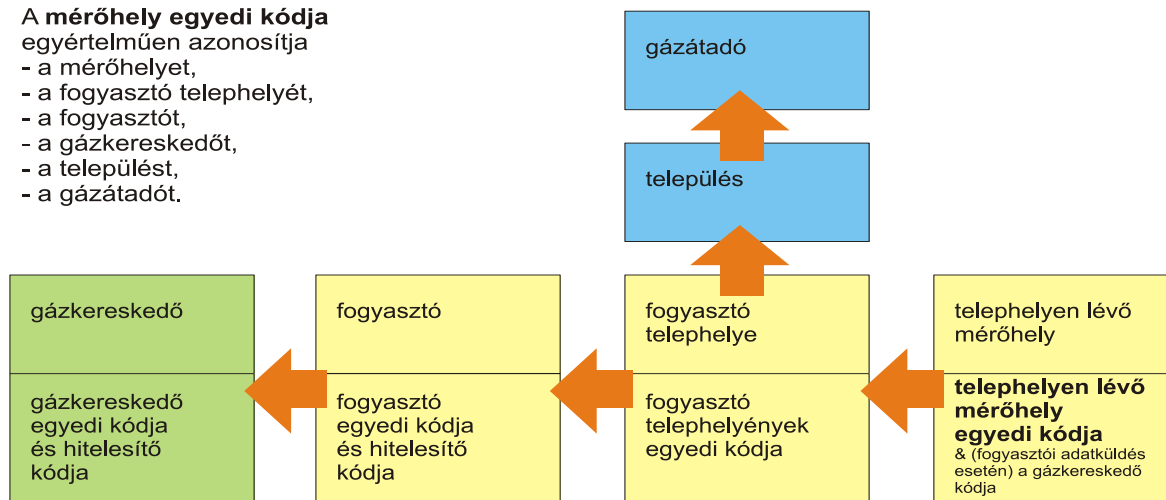 A mérőhely egyedi kódja
egyértelműen azonosítja
- a mérőhelyet,
- a fogyasztó telephelyét,
- a fogyasztót,
- a gázkereskedőt,
- a települést,
- a gázátadót.
gázátadó
település
gázkereskedő
fogyasztó
fogyasztó
telephelye
telephelyen lévő
mérőhely
gázkereskedő
egyedi kódja
és hitelesítő
kódja
fogyasztó
egyedi kódja
és hitelesítő
kódja
fogyasztó
telephelyények
egyedi kódja
telephelyen lévő
mérőhely
egyedi kódja
& (fogyasztói adatküldés
esetén) a gázkereskedő
kódja